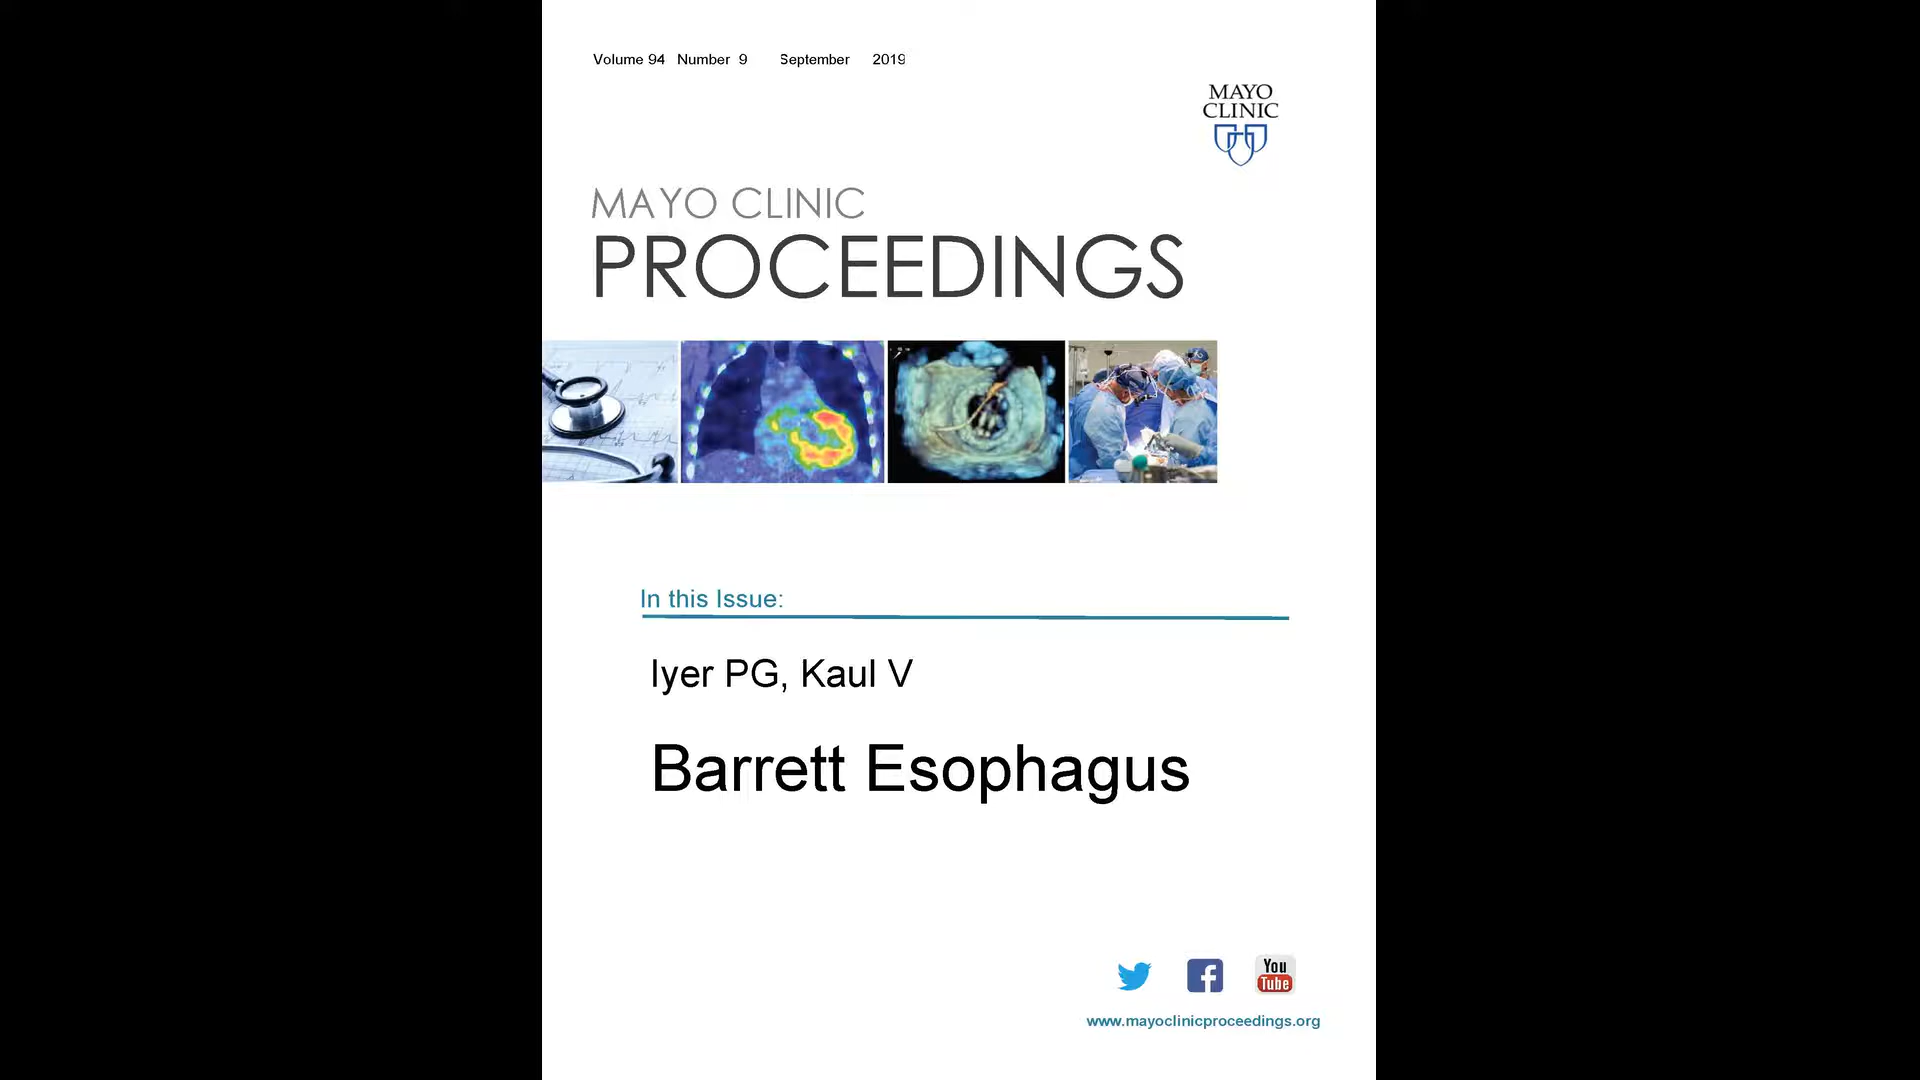 Volume 94 Number 9 September 2019
MAYO
CLINIC
MAYO CLINIC
PROCEEDINGS
In this Issue:
Iyer PG, Kaul V
Barrett Esophagus
You
Tube
www.mayoclinicproceedings.org